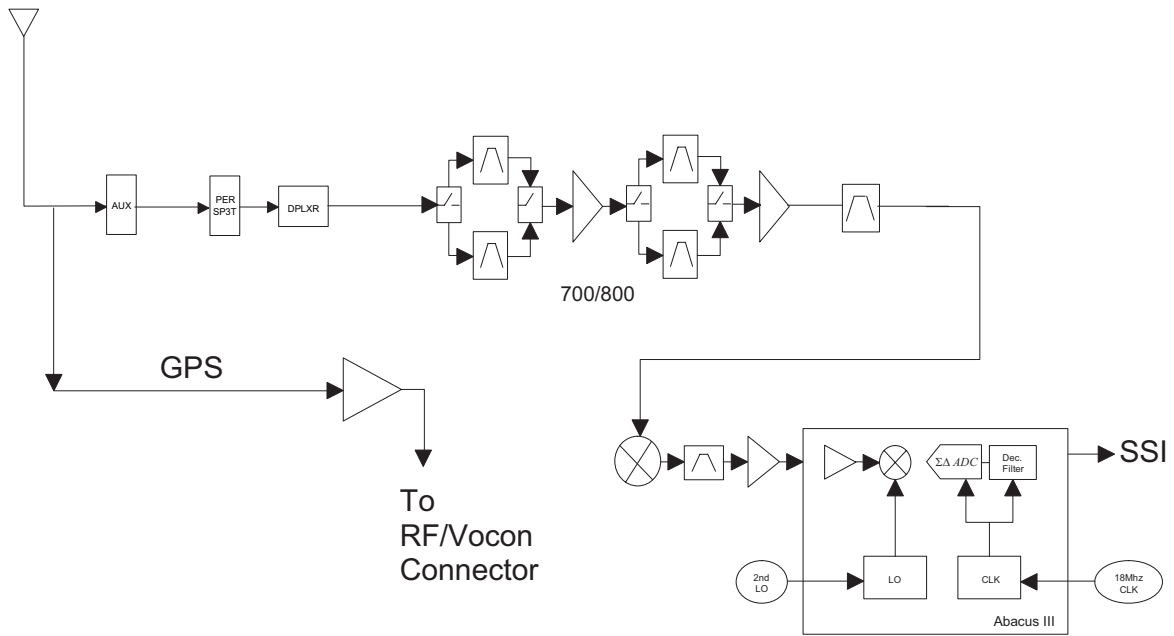 AUX
PER
SP3T
DPLXR
700/800
GPS
To
RF/Vocon
Connector
ΣΔ ADC
Dec.
Filter
SSI
2nd
LO
LO
CLK
18Mhz
CLK
Abacus III